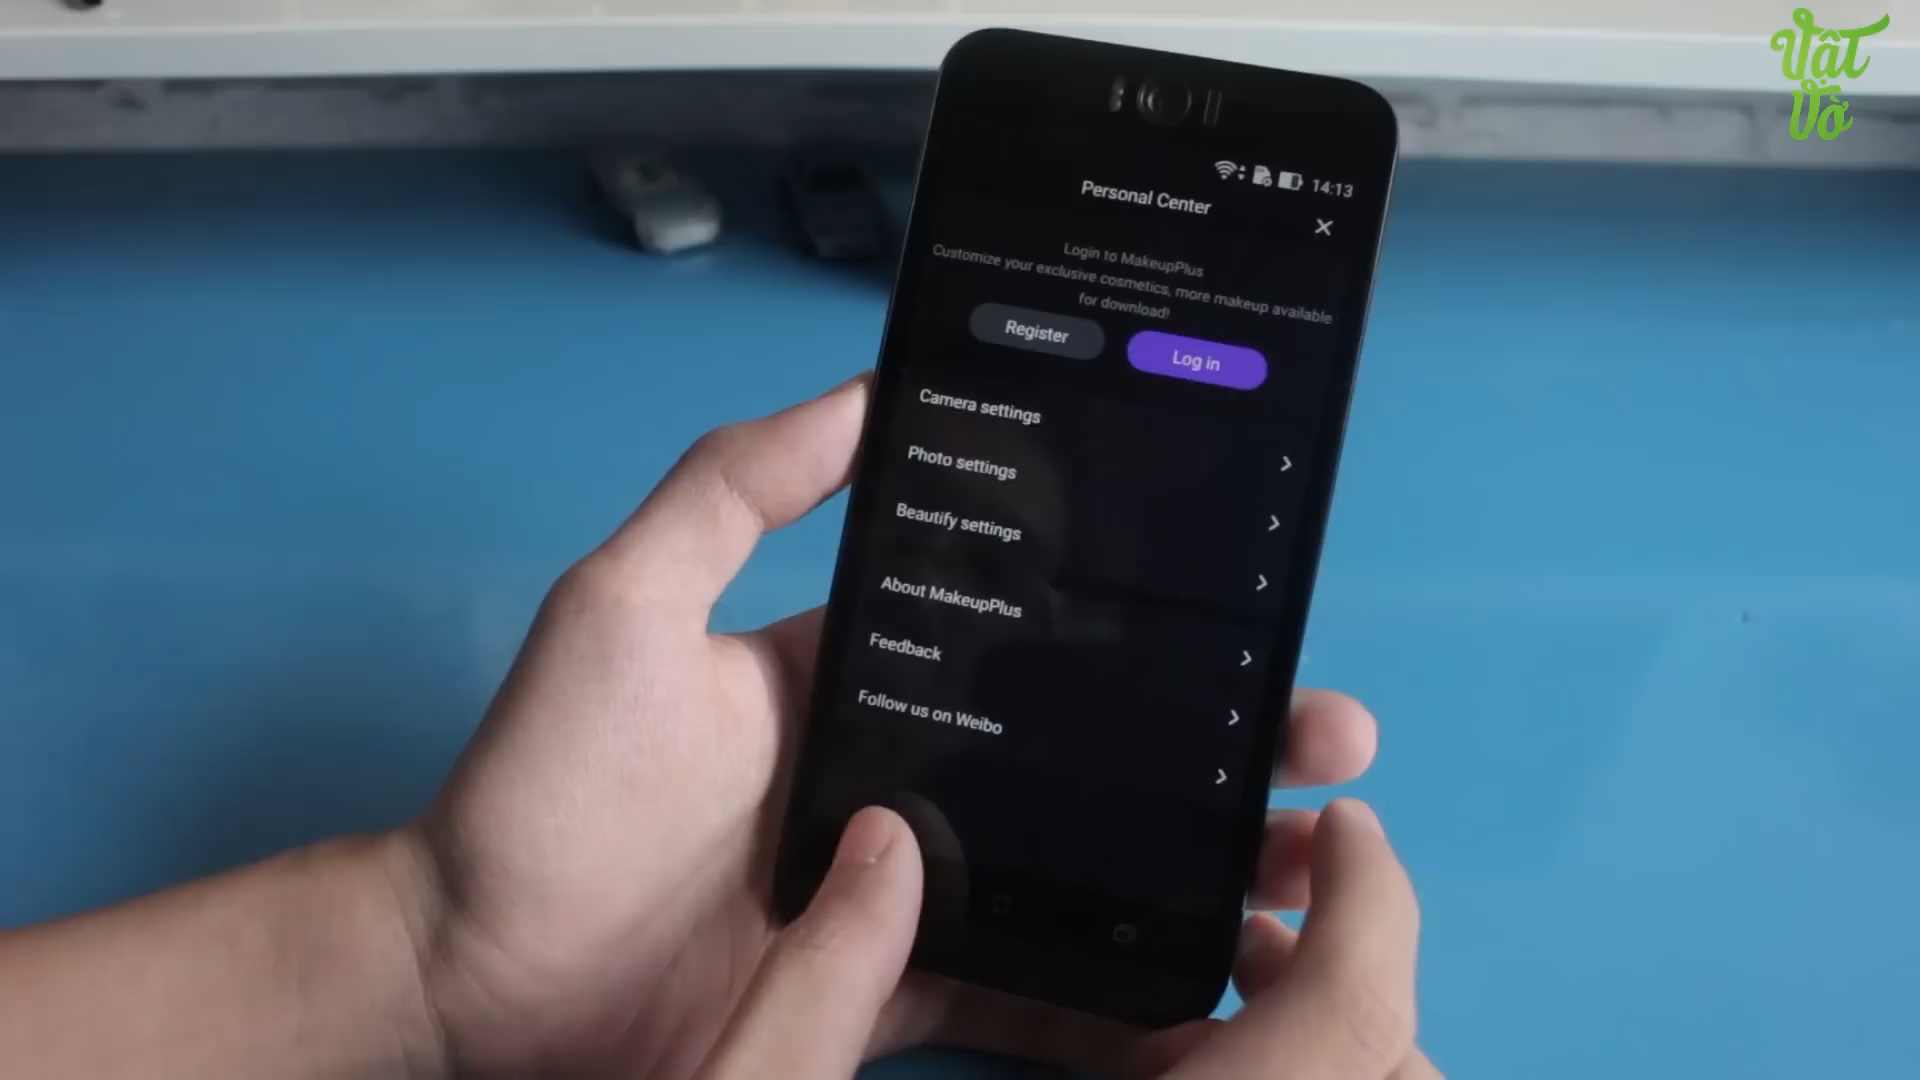 Vật
Vờ
14:13
Personal Center
Login to MakeupPlus
Customize your exclusive cosmetics, more makeup available
for download!
Register
Log in
Camera settings
Photo settings
Beautify settings
About MakeupPlus
Feedback
Follow us on Weibo